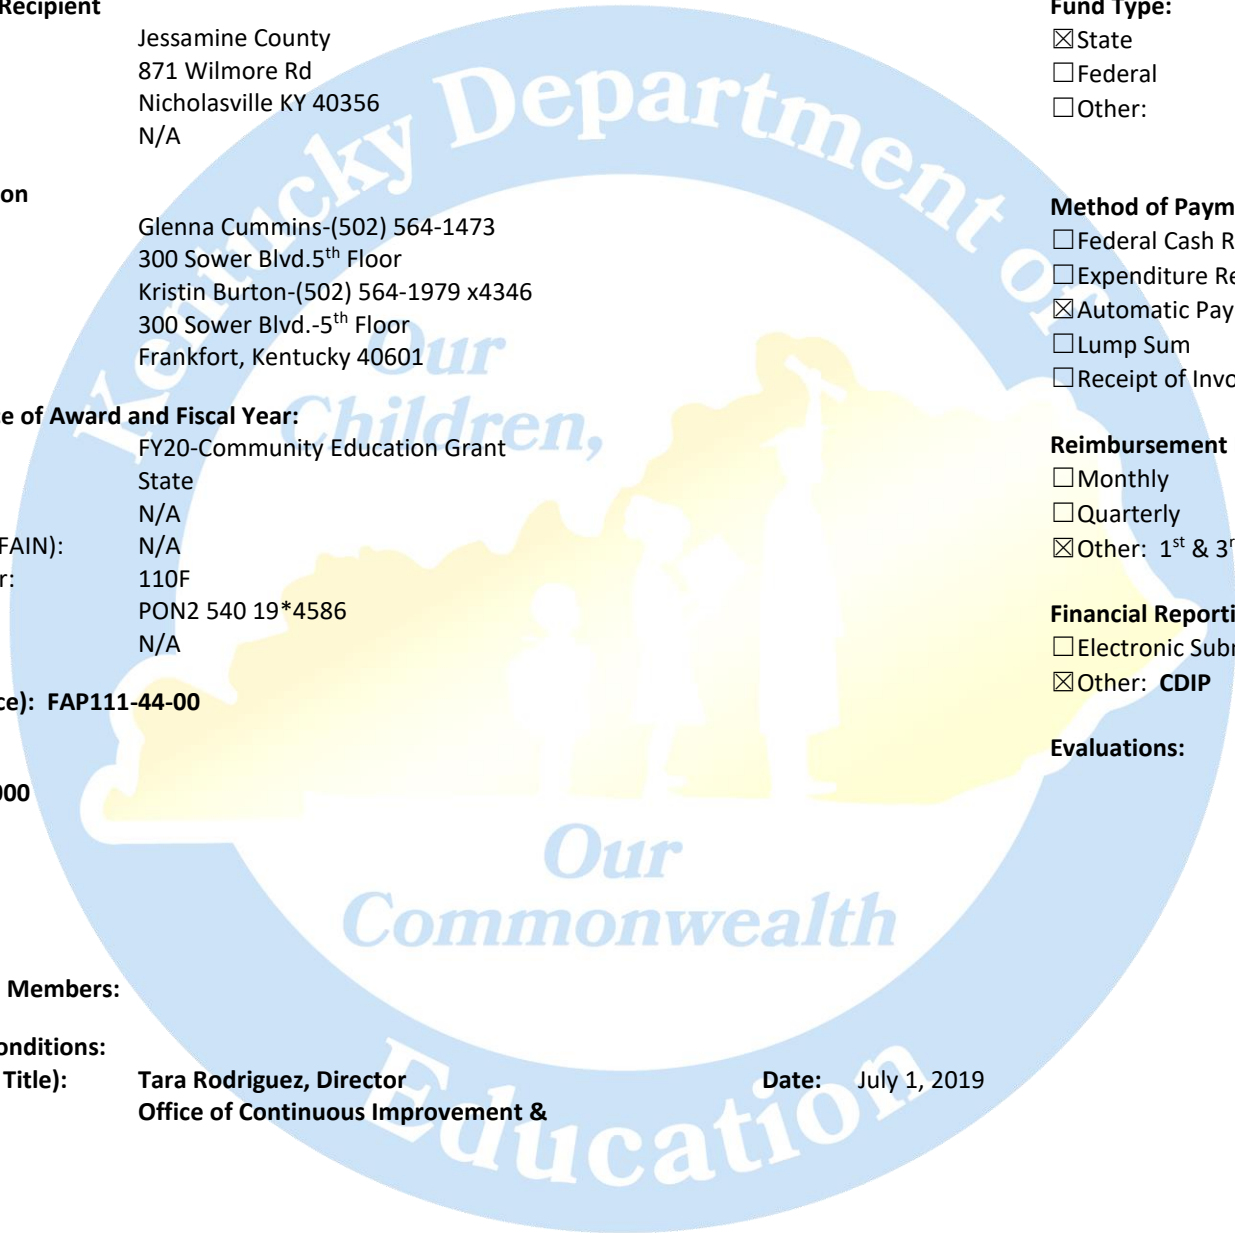 Recipient
Jessamine County
871 Wilmore Rd
Nicholasville KY 40356
N/A
on
Glenna Cummins-(502) 564-1473
300 Sower Blvd.5th Floor
Kristin Burton-(502) 564-1979 x4346
300 Sower Blvd.-5th Floor
Frankfort, Kentucky 40601
ce of Award and Fiscal Year:
FY20-Community Education Grant
State
N/A
FAIN): N/A
r: 110F
PON2 540 19*4586
N/A
ce): FAP111-44-00
000
Members:
onditions:
Title): Tara Rodriguez, Director Date: July 1, 2019
Office of Continuous Improvement &
Fund Type:
☒State
☐Federal
☐Other:
Method of Paym
☐Federal Cash R
☐Expenditure Re
☒Automatic Pay
☐Lump Sum
☐Receipt of Invo
Reimbursement
☐Monthly
☐Quarterly
☒Other: 1st & 3r
Financial Reporti
☐Electronic Subr
☒Other: CDIP
Evaluations:
Kentucky Department of
Education
Our
Children,
Our
Commonwealth